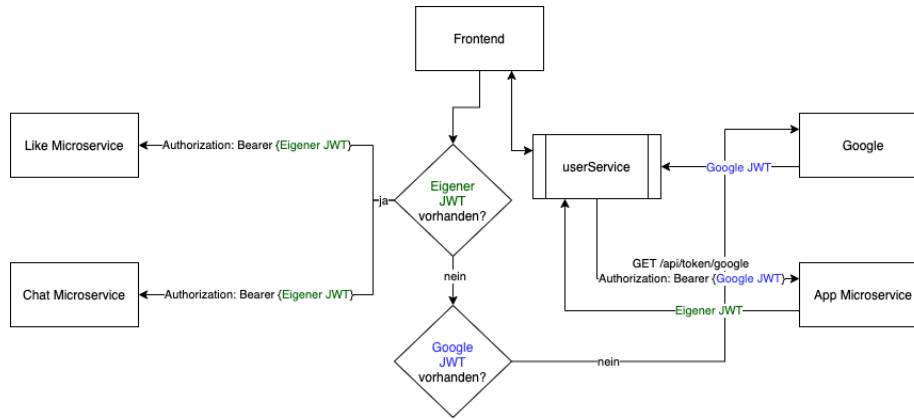 Frontend
Like Microservice
Authorization: Bearer {Eigener JWT}
Eigener
JWT
vorhanden?
ja
userService
Google
Google JWT
GET /api/token/google
Authorization: Bearer {Google JWT}
Chat Microservice
Authorization: Bearer {Eigener JWT}
nein
App Microservice
Eigener JWT
Google
JWT
vorhanden?
nein